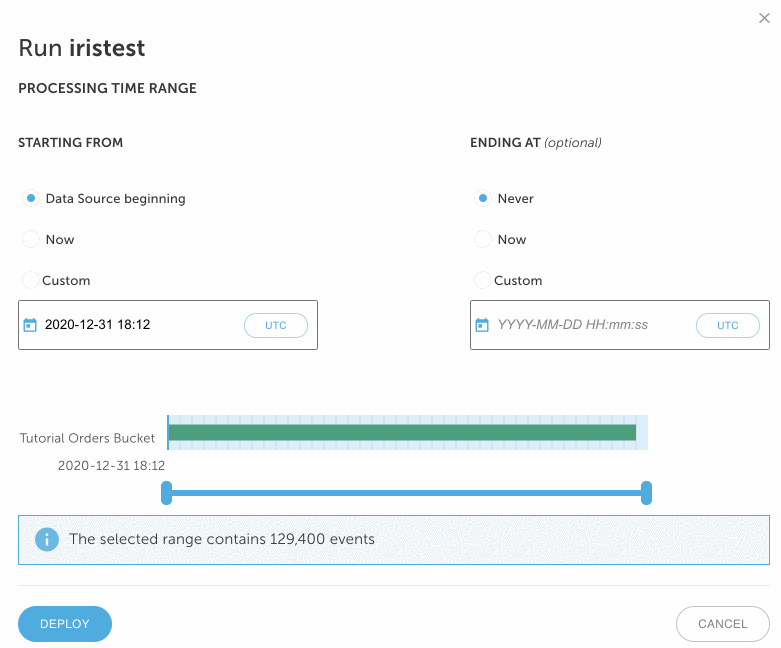 Run iristest
PROCESSING TIME RANGE
STARTING FROM
ENDING AT (optional)
Data Source beginning
Never
Now
Now
Custom
Custom
2020-12-31 18:12 UTC
YYYY-MM-DD HH:mm:ss UTC
Tutorial Orders Bucket
2020-12-31 18:12
The selected range contains 129,400 events
DEPLOY
CANCEL